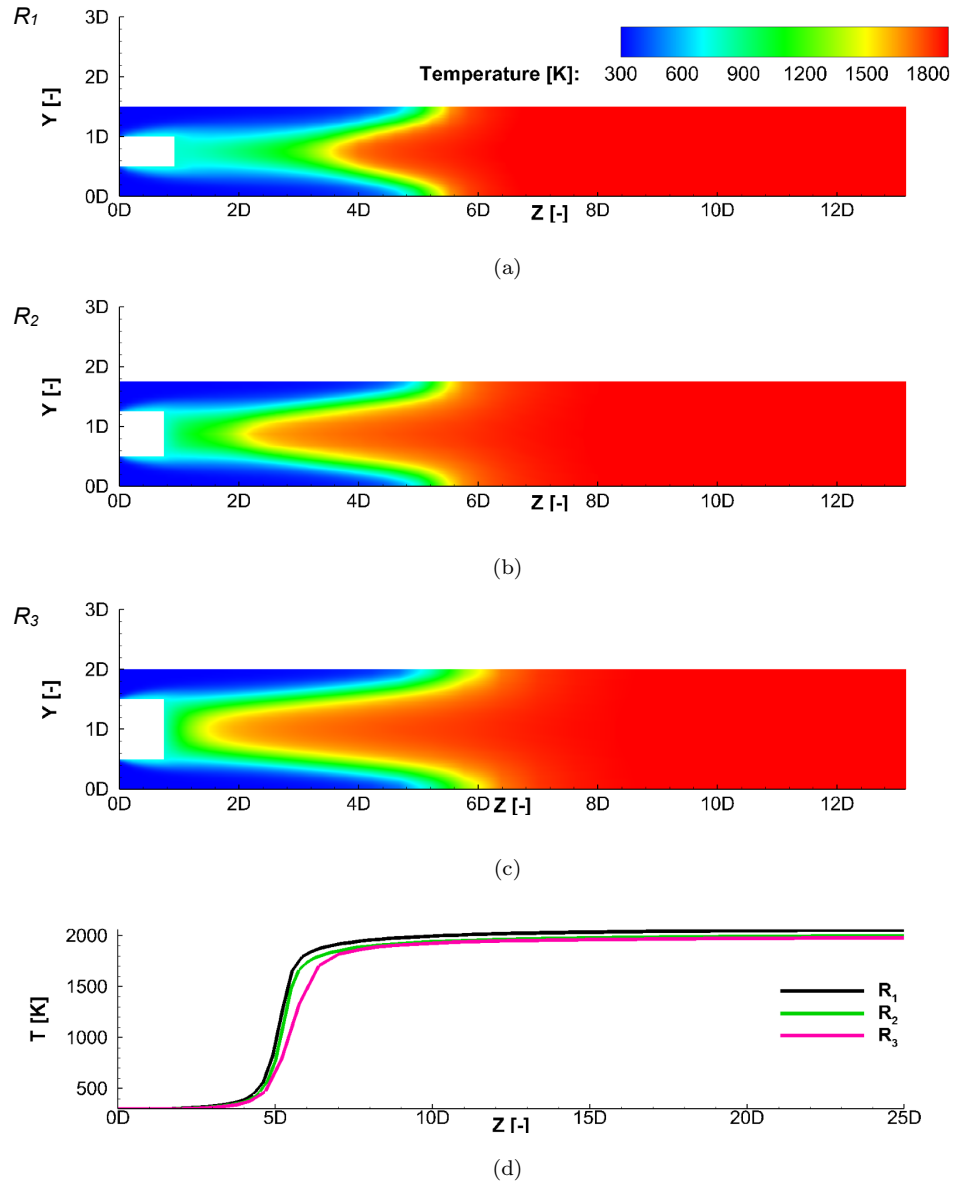 R1
3D
2D
1D
0D
Y [-]
Temperature [K]:
300 600 900 1200 1500 1800
0D 2D 4D 6D 8D 10D 12D
Z [-]
(a)
R2
3D
2D
1D
0D
Y [-]
0D 2D 4D 6D 8D 10D 12D
Z [-]
(b)
R3
3D
2D
1D
0D
Y [-]
0D 2D 4D 6D 8D 10D 12D
Z [-]
(c)
2000
1500
1000
500
T [K]
R1
R2
R3
0D 5D 10D 15D 20D 25D
Z [-]
(d)